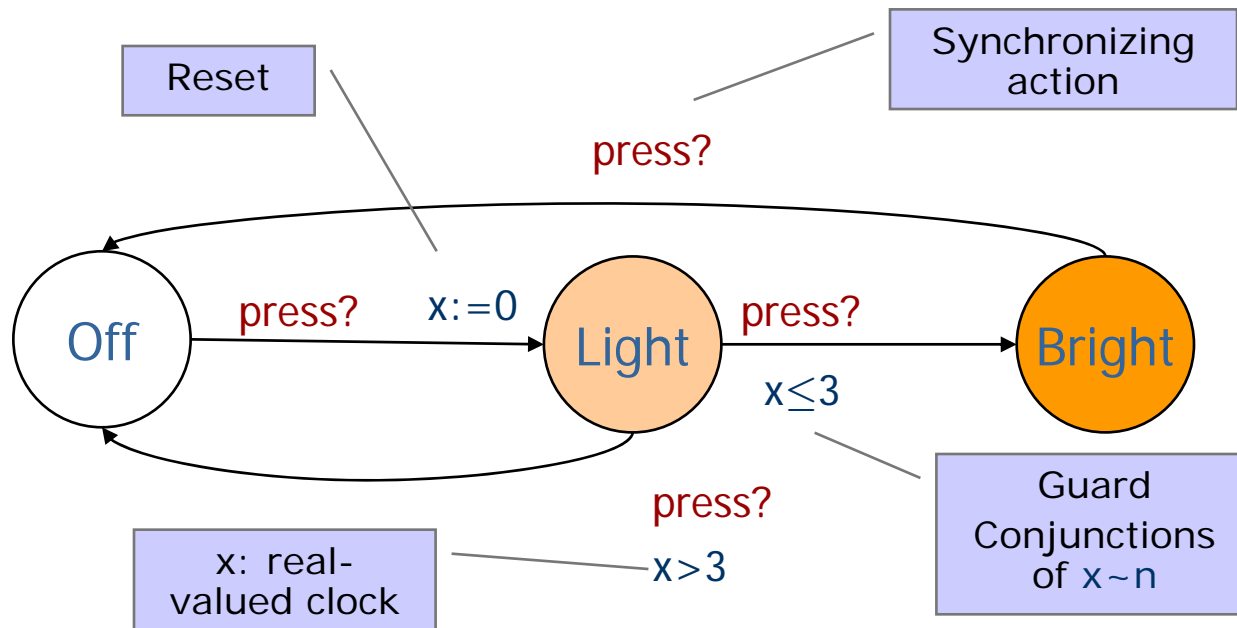 Synchronizing
action
Reset
press?
press?
x:=0
press?
Off
Light
Bright
x≤3
press?
x>3
Guard
Conjunctions
of x~n
x: real-
valued clock